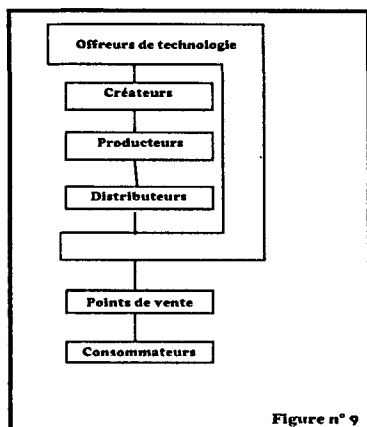 Offreurs de technologie
Créateurs
Producteurs
Distributeurs
Points de vente
Consommateurs
Figure n° 9